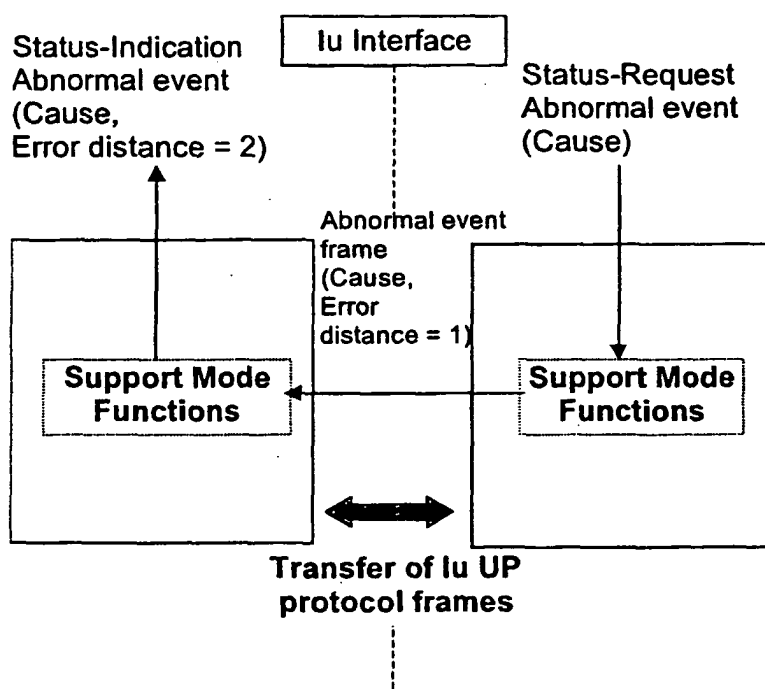 Status-Indication
Abnormal event
(Cause,
Error distance = 2)
Iu Interface
Status-Request
Abnormal event
(Cause)
Abnormal event
frame
(Cause,
Error
distance = 1)
Support Mode
Functions
Support Mode
Functions
Transfer of Iu UP
protocol frames